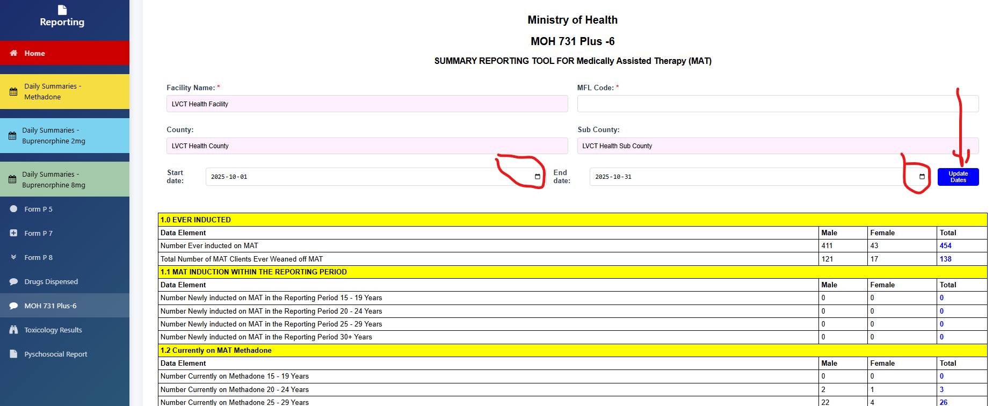 Reporting
Home
Daily Summaries -
Methadone
Daily Summaries -
Buprenorphine 2mg
Daily Summaries -
Buprenorphine 8mg
Form P 5
Form P 7
Form P 8
Drugs Dispensed
MOH 731 Plus-6
Toxicology Results
Pyschosocial Report
Ministry of Health
MOH 731 Plus -6
SUMMARY REPORTING TOOL FOR Medically Assisted Therapy (MAT)
Facility Name: *
LVCT Health Facility
MFL Code: *
County:
LVCT Health County
Sub County:
LVCT Health Sub County
Start
date:
2025-10-01
End
date:
2025-10-31
Update
Dates
1.0 EVER INDUCTED
Data Element Male Female Total
Number Ever inducted on MAT 411 43 454
Total Number of MAT Clients Ever Weaned off MAT 121 17 138
1.1 MAT INDUCTION WITHIN THE REPORTING PERIOD
Data Element Male Female Total
Number Newly inducted on MAT in the Reporting Period 15 - 19 Years 0 0 0
Number Newly inducted on MAT in the Reporting Period 20 - 24 Years 0 0 0
Number Newly inducted on MAT in the Reporting Period 25 - 29 Years 0 0 0
Number Newly inducted on MAT in the Reporting Period 30+ Years 0 0 0
1.2 Currently on MAT Methadone
Data Element Male Female Total
Number Currently on Methadone 15 - 19 Years 0 0 0
Number Currently on Methadone 20 - 24 Years 2 1 3
Number Currently on Methadone 25 - 29 Years 22 4 26